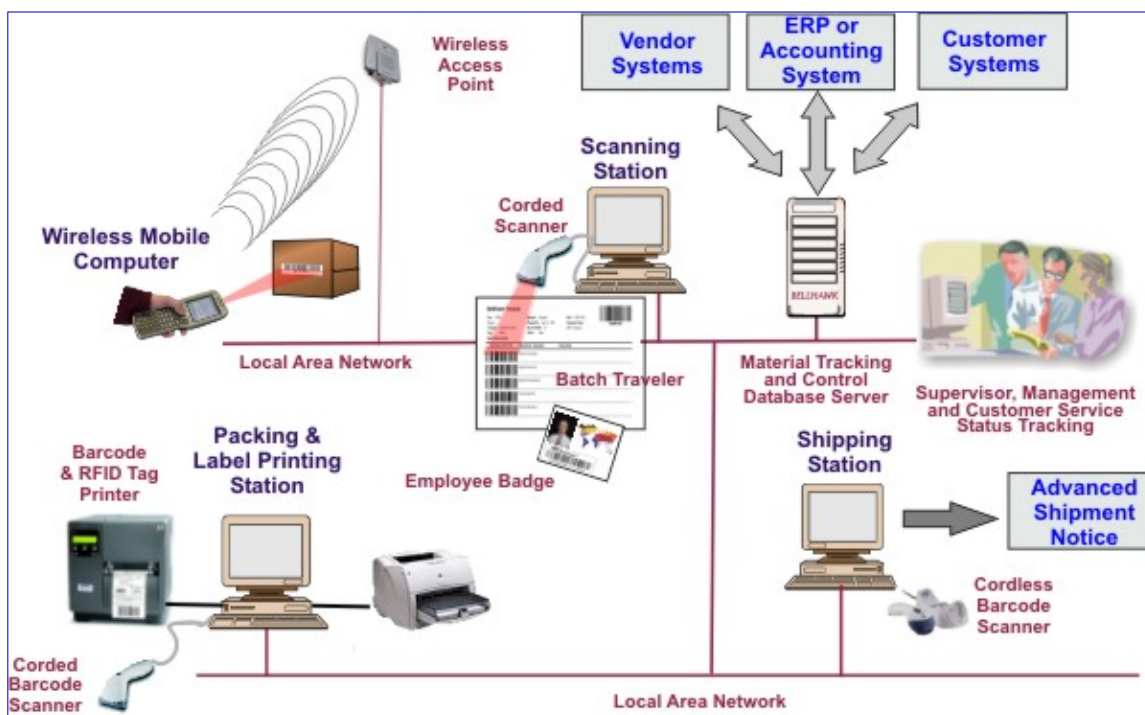 Wireless
Access
Point
Vendor
Systems
ERP or
Accounting
System
Customer
Systems
Scanning
Station
Corded
Scanner
Wireless Mobile
Computer
BELLHAWK
Local Area Network
Batch Traveler
Material Tracking
and Control
Database Server
Supervisor, Management
and Customer Service
Status Tracking
Barcode
& RFID Tag
Printer
Packing &
Label Printing
Station
Employee Badge
Shipping
Station
Advanced
Shipment
Notice
Cordless
Barcode
Scanner
Corded
Barcode
Scanner
Local Area Network